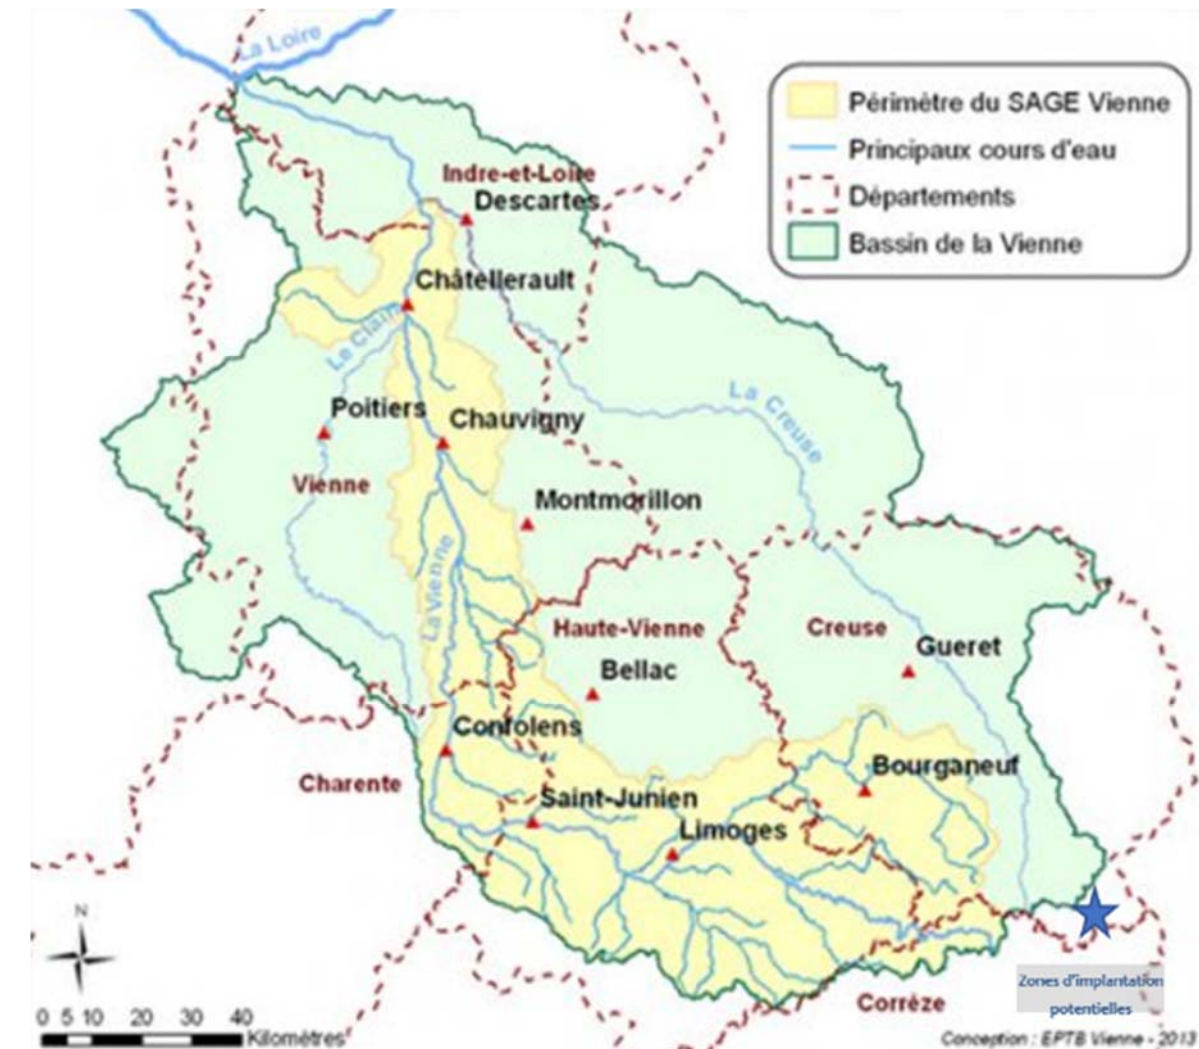 La Loire
Périmètre du SAGE Vienne
Principaux cours d'eau
Départements
Bassin de la Vienne
Indre-et-Loire
Descartes
Châtellerault
Le Clain
La Creuse
Poitiers
Chauvigny
Vienne
Montmorillon
La Vienne
Haute-Vienne
Creuse
Gueret
Bellac
Confolens
Bourganeuf
Charente
Saint-Junien
Limoges
N
Zones d'implantation
potentielles
Corrèze
0 5 10 20 30 40
Kilomètres
Conception : EPTB Vienne - 2013